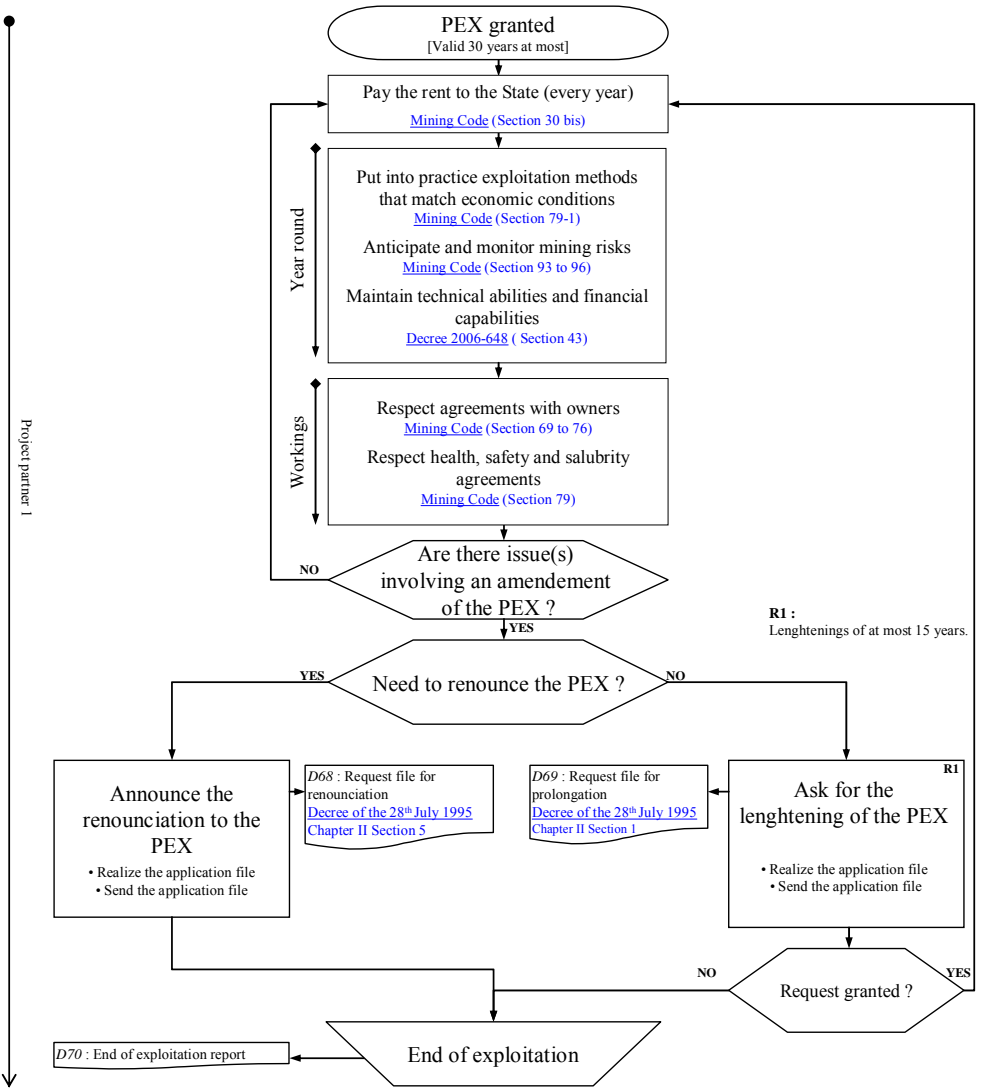 PEX granted
[Valid 30 years at most]
Pay the rent to the State (every year)
Mining Code (Section 30 bis)
Year round
Put into practice exploitation methods
that match economic conditions
Mining Code (Section 79-1)
Anticipate and monitor mining risks
Mining Code (Section 93 to 96)
Maintain technical abilities and financial
capabilities
Decree 2006-648 ( Section 43)
Workings
Respect agreements with owners
Mining Code (Section 69 to 76)
Respect health, safety and salubrity
agreements
Mining Code (Section 79)
Project partner 1
Are there issue(s)
involving an amendement
of the PEX ?
NO
YES
R1 :
Lenghtenings of at most 15 years.
Need to renounce the PEX ?
YES
NO
Announce the
renounciation to the
PEX
• Realize the application file
• Send the application file
D68 : Request file for
renounciation
Decree of the 28th July 1995
Chapter II Section 5
D69 : Request file for
prolongation
Decree of the 28th July 1995
Chapter II Section 1
R1
Ask for the
lenghtening of the PEX
• Realize the application file
• Send the application file
Request granted ?
NO
YES
End of exploitation
D70 : End of exploitation report